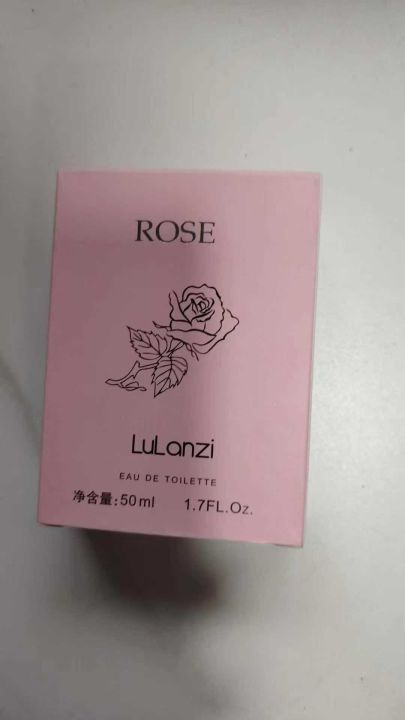 ROSE
LuLanzi
EAU DE TOILETTE
净含量:50ml 1.7FL.Oz.